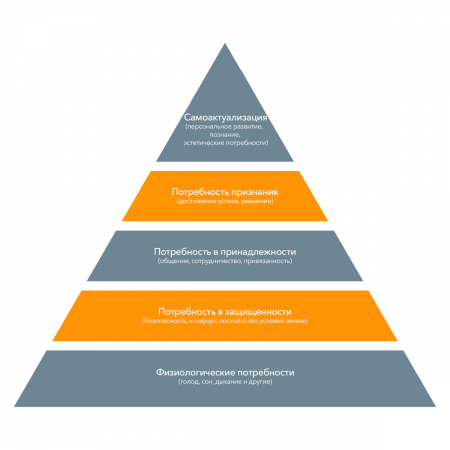 Самоактуализация
(персональное развитие,
познание,
эстетические потребности)
Потребность признания
(достижение успеха, уважения)
Потребность в принадлежности
(общение, сотрудничество, привязанность)
Потребность в защищенности
(безопасность, комфорт, постоянство условий жизни)
Физиологические потребности
(голод, сон, дыхание и другие)